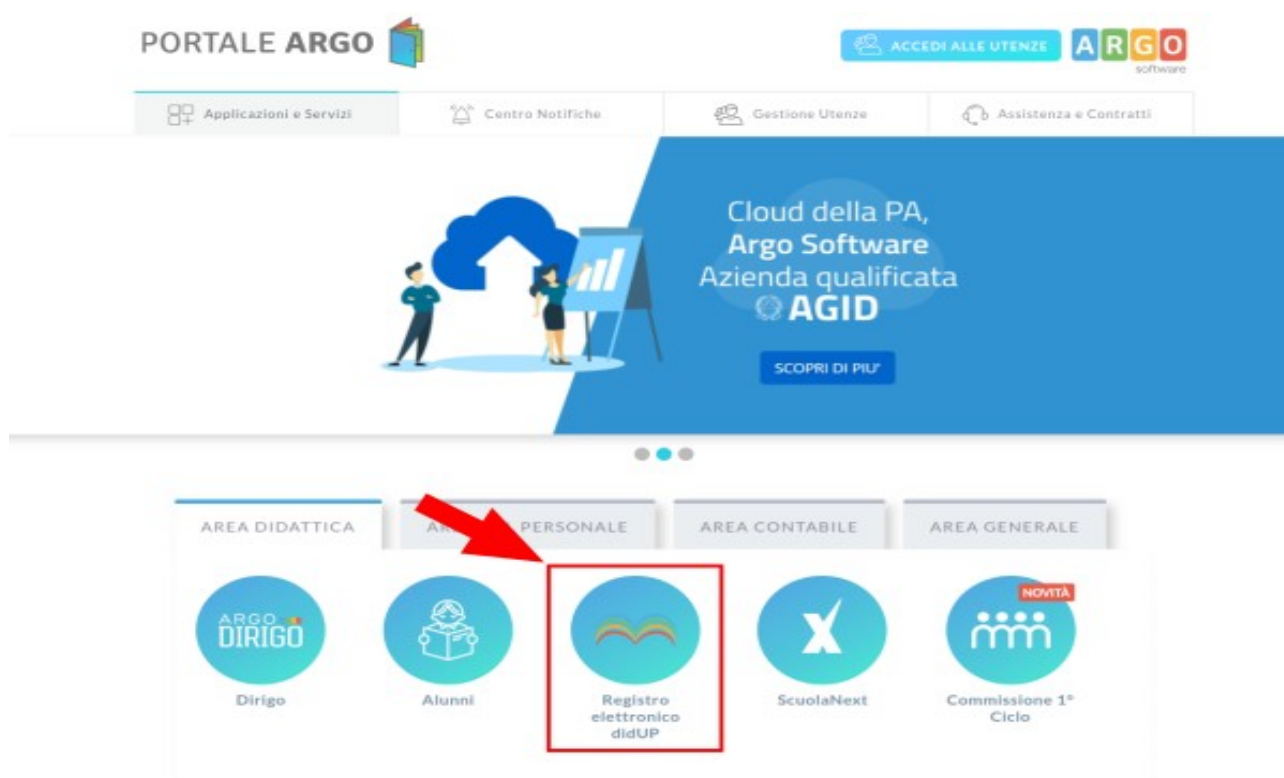 PORTALE ARGO
ACCEDI ALLE UTENZE
ARGO
software
Applicazioni e Servizi
Centro Notifiche
Gestione Utenze
Assistenza e Contratti
Cloud della PA,
Argo Software
Azienda qualificata
AGID
SCOPRI DI PIU'
AREA DIDATTICA
PERSONALE
AREA CONTABILE
AREA GENERALE
ARGO
DIRIGO
NOVITÀ
Dirigo
Alunni
Registro
elettronico
didUP
ScuolaNext
Commissione 1°
Ciclo